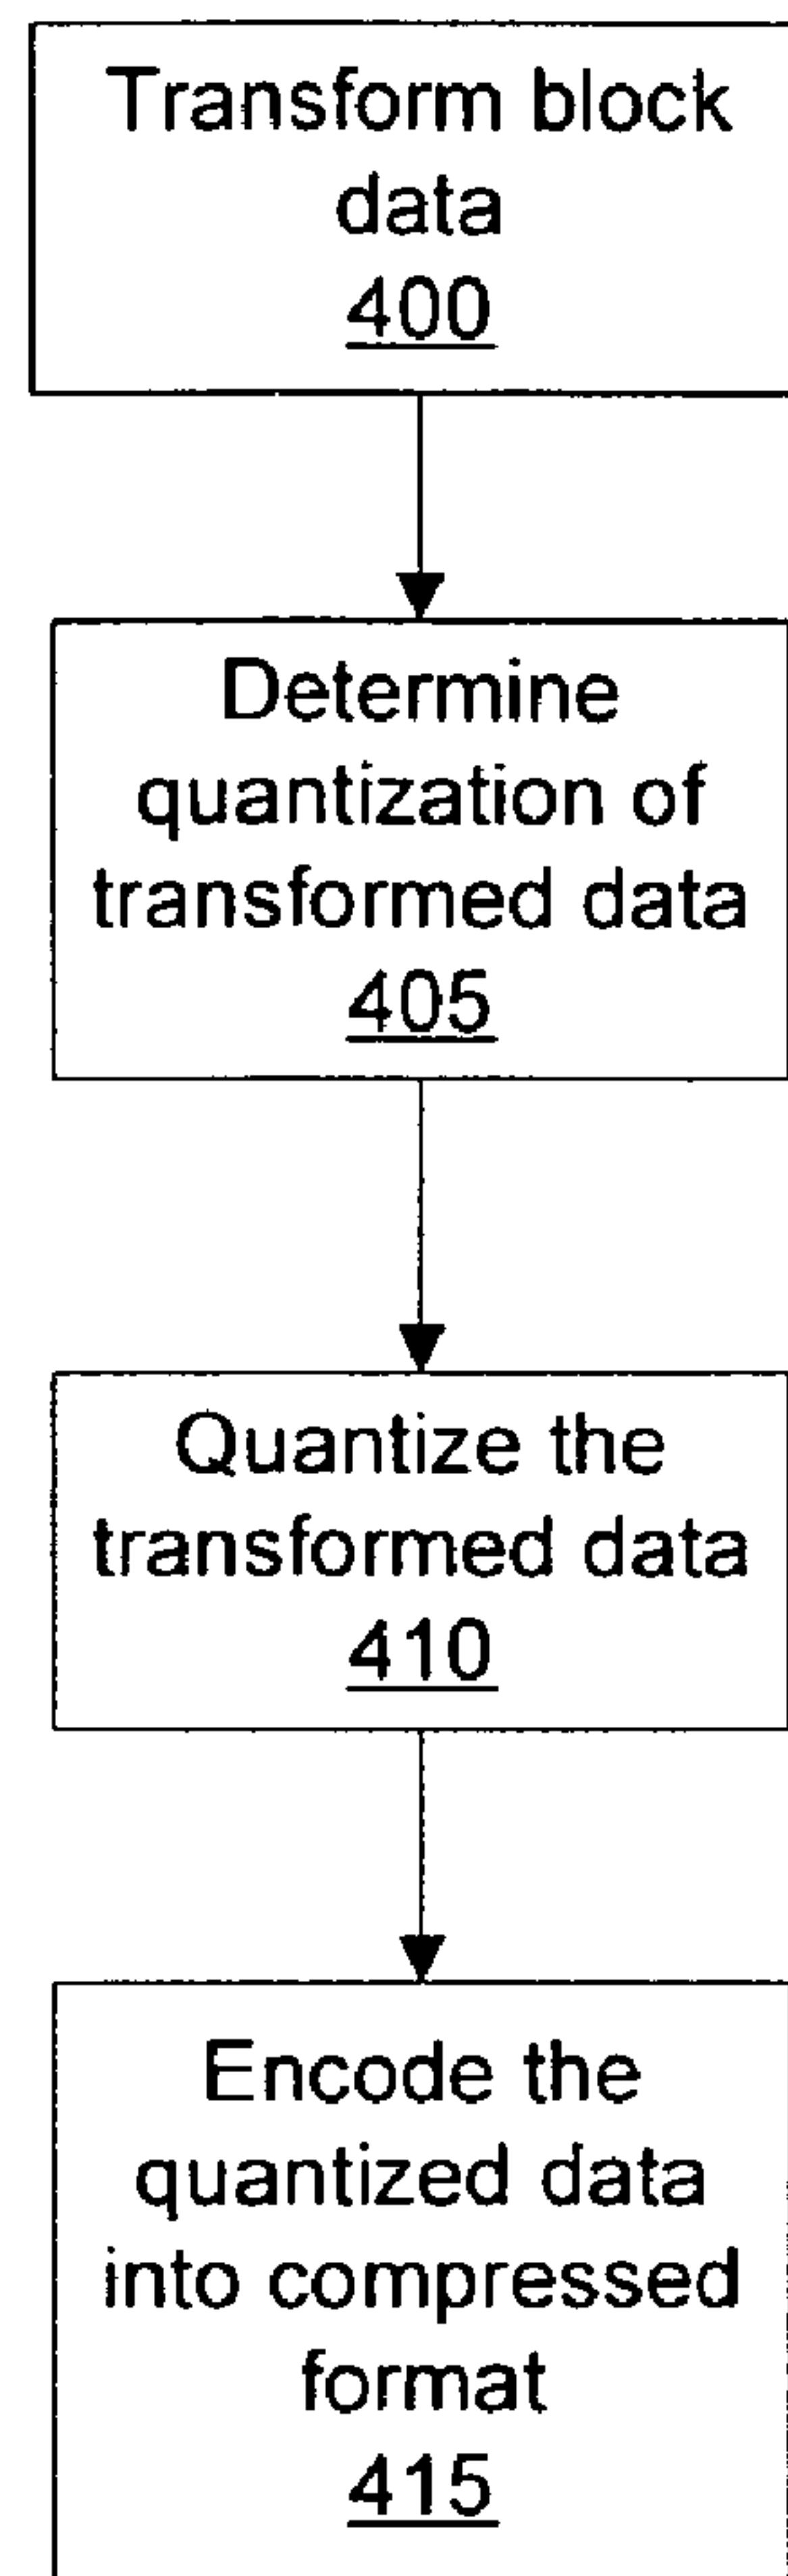 Transform block
data
400
Determine
quantization of
transformed data
405
Quantize the
transformed data
410
Encode the
quantized data
into compressed
format
415